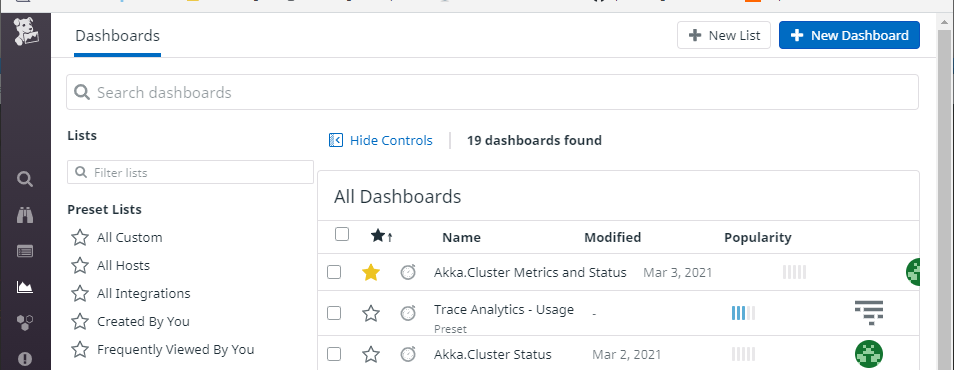 Dashboards
New List
New Dashboard
Search dashboards
Lists
Filter lists
Preset Lists
All Custom
All Hosts
All Integrations
Created By You
Frequently Viewed By You
Hide Controls
19 dashboards found
All Dashboards
Name Modified Popularity
Akka.Cluster Metrics and Status Mar 3, 2021
Trace Analytics - Usage -
Preset
Akka.Cluster Status Mar 2, 2021